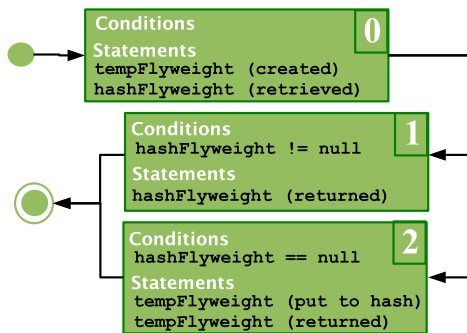 Conditions
0
Statements
tempFlyweight (created)
hashFlyweight (retrieved)
Conditions
1
hashFlyweight != null
Statements
hashFlyweight (returned)
Conditions
2
hashFlyweight == null
Statements
tempFlyweight (put to hash)
tempFlyweight (returned)